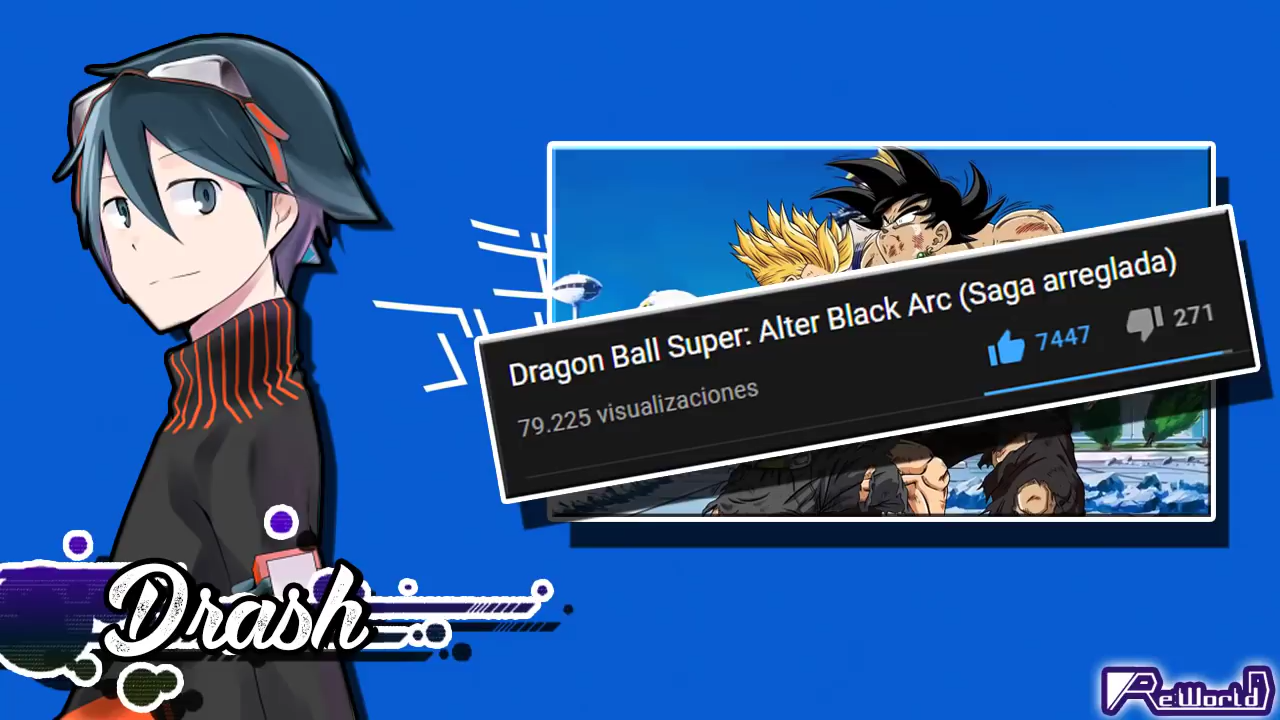 Dragon Ball Super: Alter Black Arc (Saga arreglada)
79.225 visualizaciones
7447
271
Drash
ReWorld